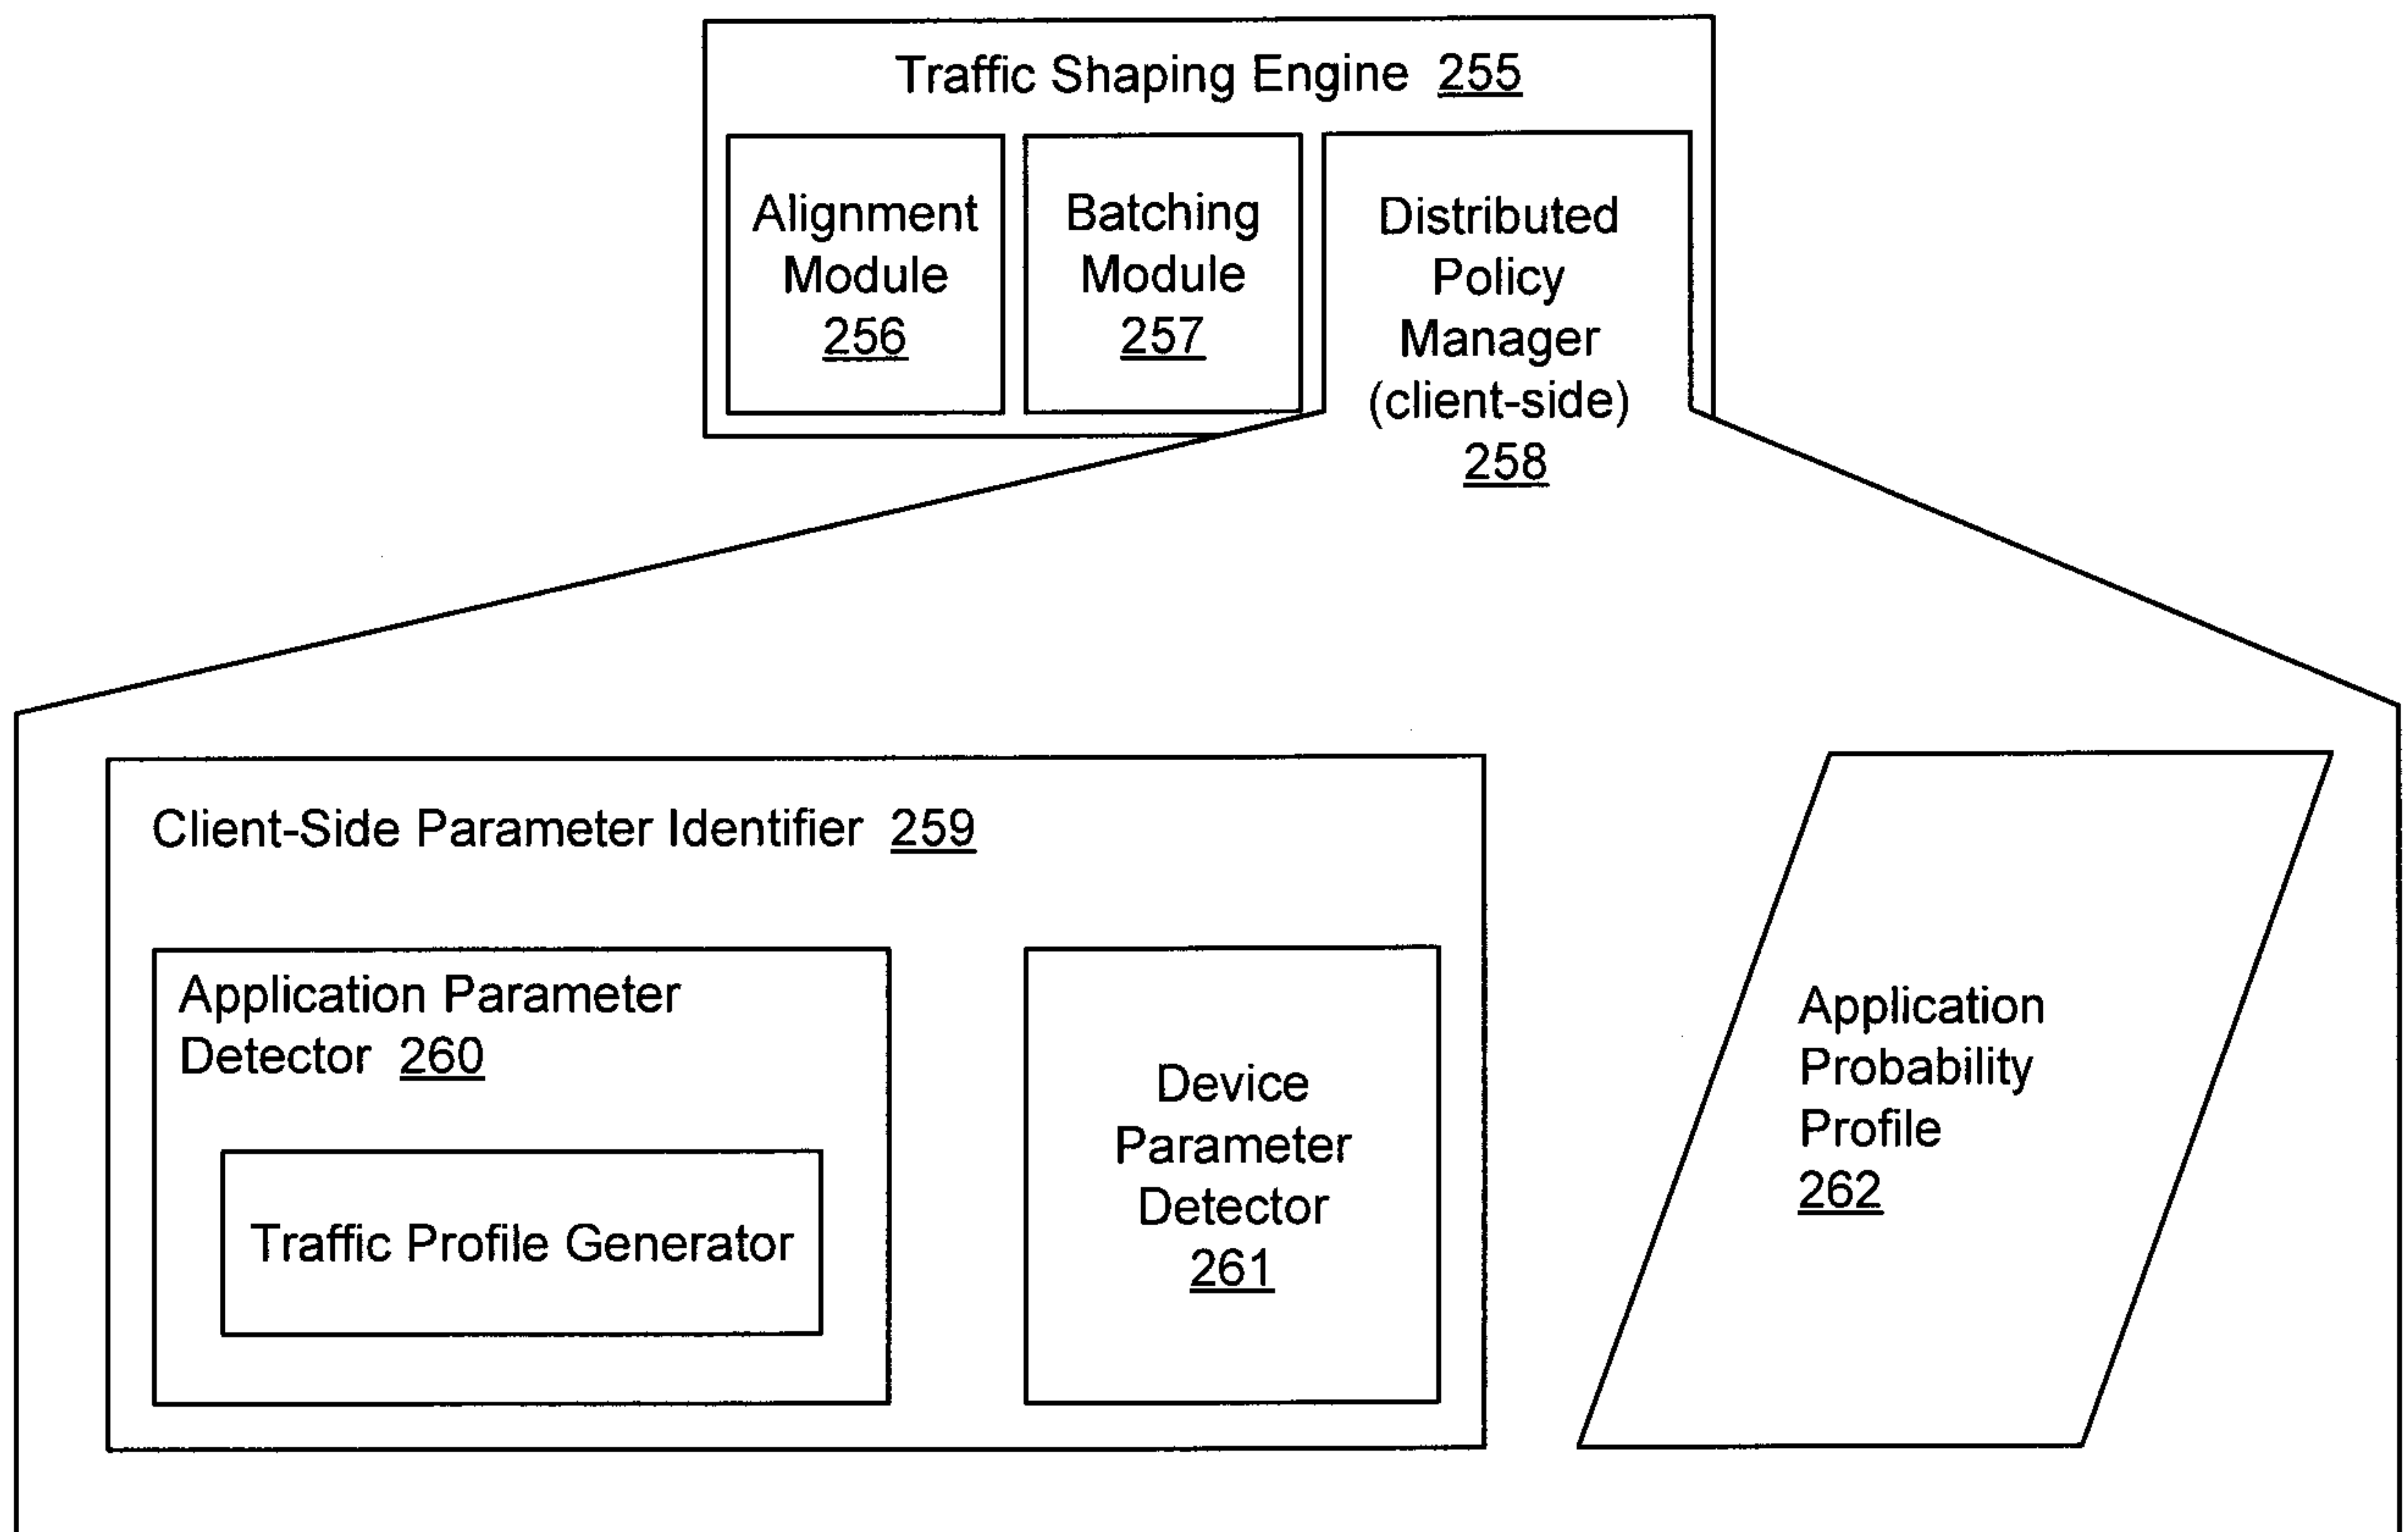 Traffic Shaping Engine 255
Alignment
Module
256
Batching
Module
257
Distributed
Policy
Manager
(client-side)
258
Client-Side Parameter Identifier 259
Application Parameter
Detector 260
Traffic Profile Generator
Device
Parameter
Detector
261
Application
Probability
Profile
262